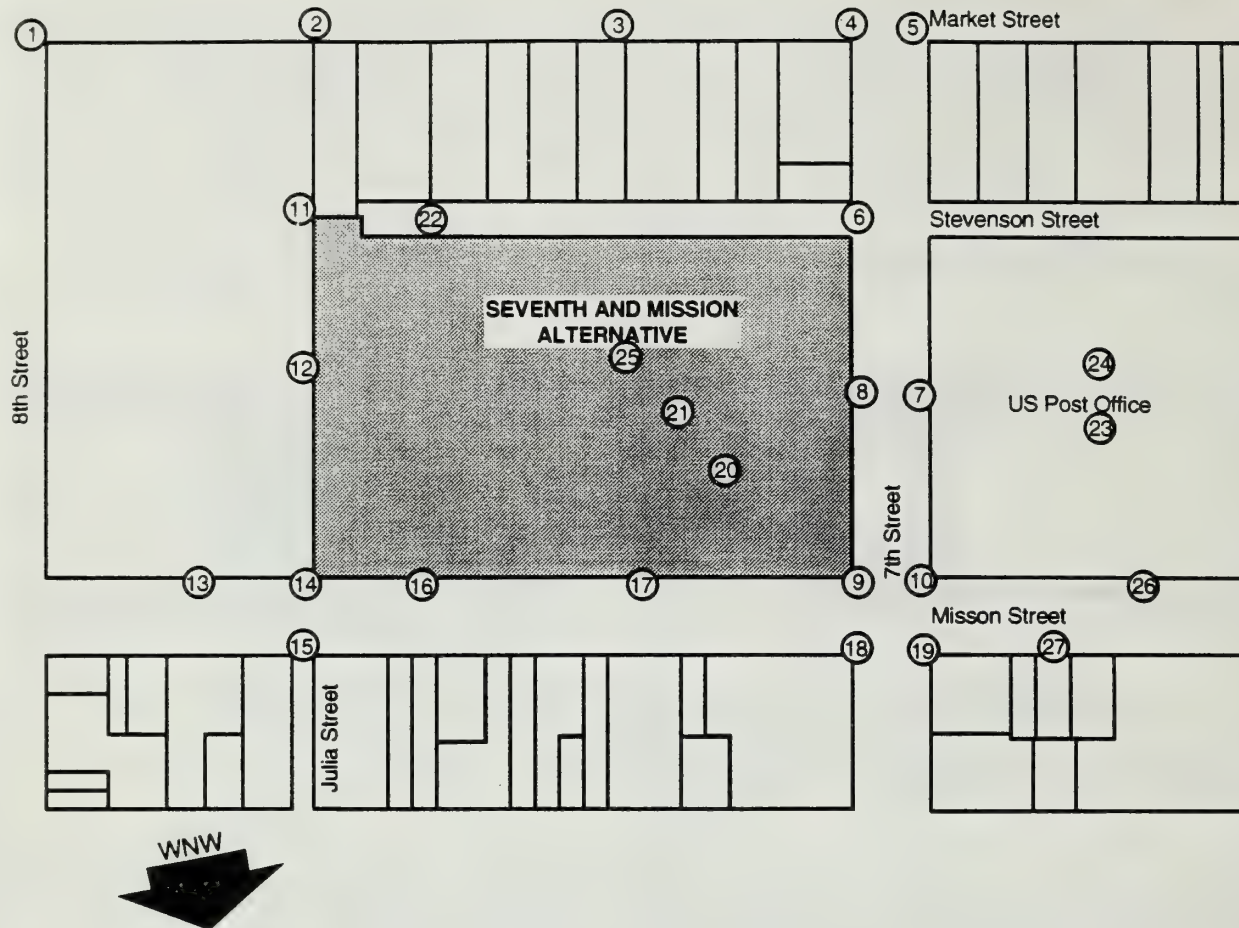 1
2
3
4
5
Market Street
11
22
6
Stevenson Street
SEVENTH AND MISSION
ALTERNATIVE
25
12
8
7
24
US Post Office
23
21
20
8th Street
7th Street
13
14
16
17
9
10
26
Misson Street
15
18
19
27
Julia Street
WNW